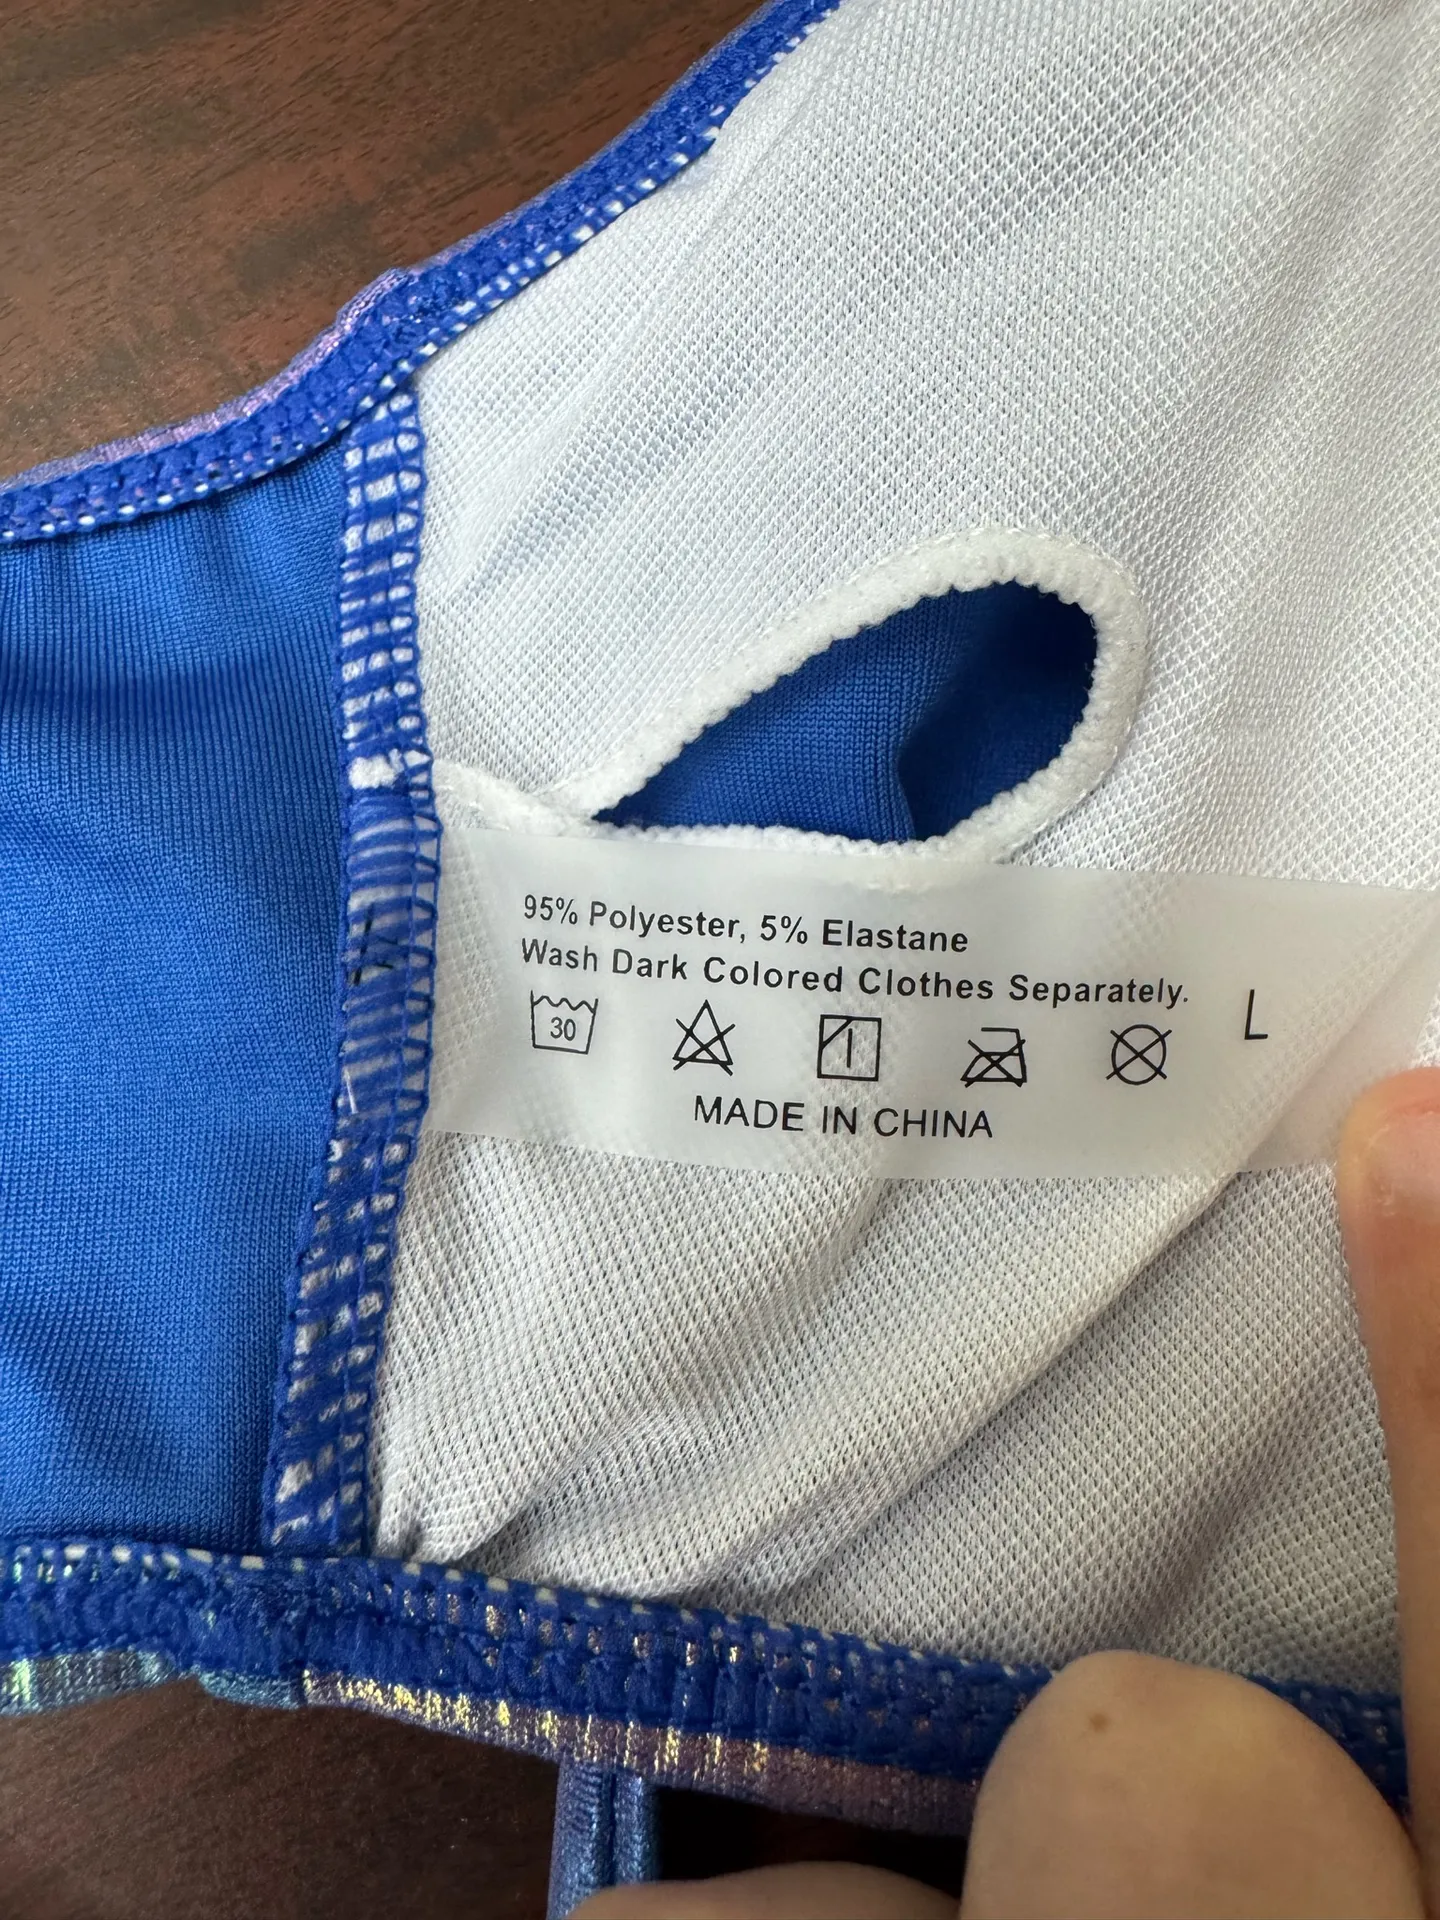 95% Polyester, 5% Elastane
Wash Dark Colored Clothes Separately.
30
L
MADE IN CHINA